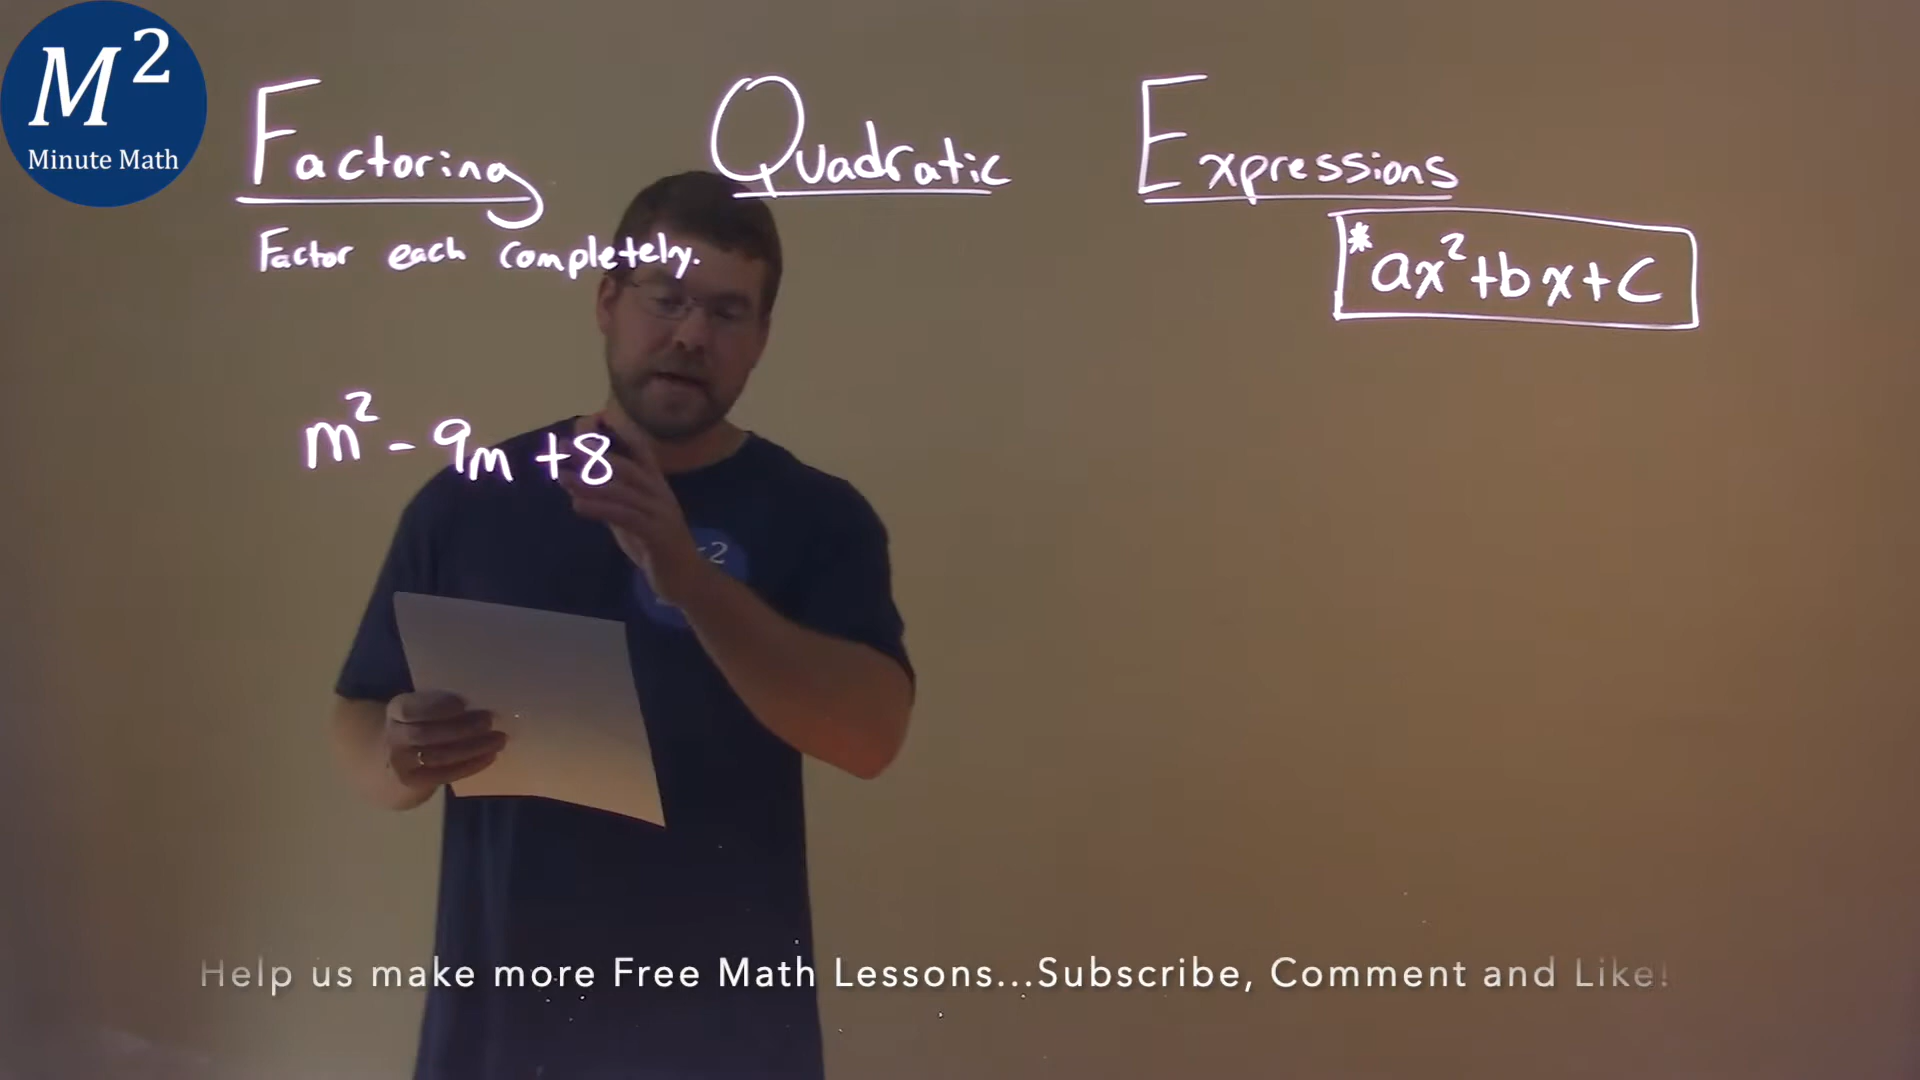 M²
Minute Math
Factoring Quadratic Expressions
Factor each completely.
*ax²+bx+c
m² - 9m +8
Help us make more Free Math Lessons...Subscribe, Comment and Like!